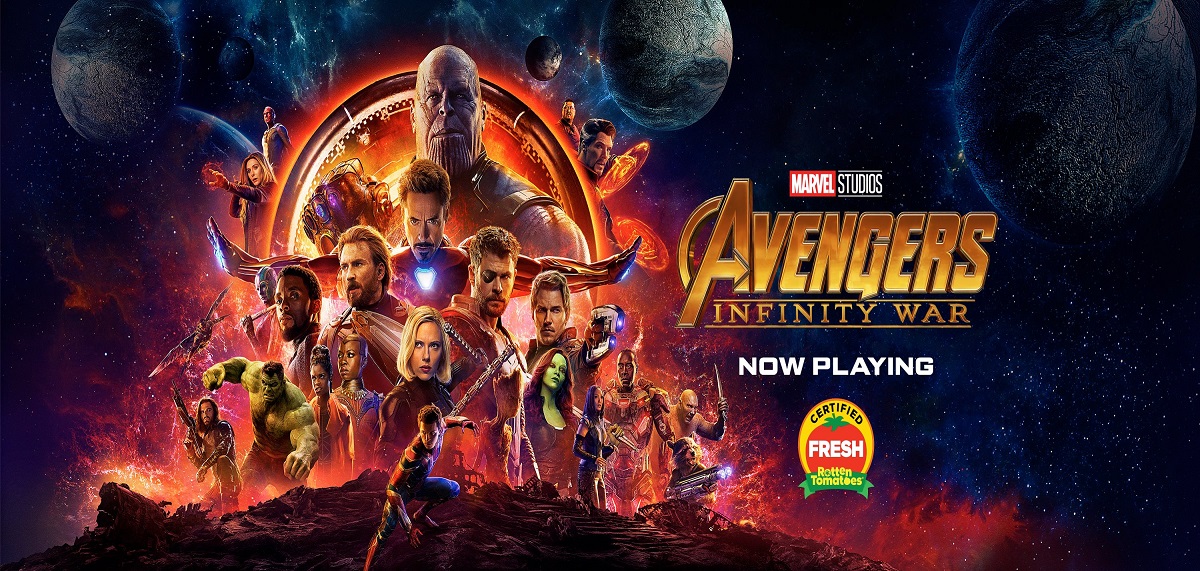 MARVEL STUDIOS
AVENGERS
INFINITY WAR
NOW PLAYING
CERTIFIED
FRESH
Rotten
Tomatoes